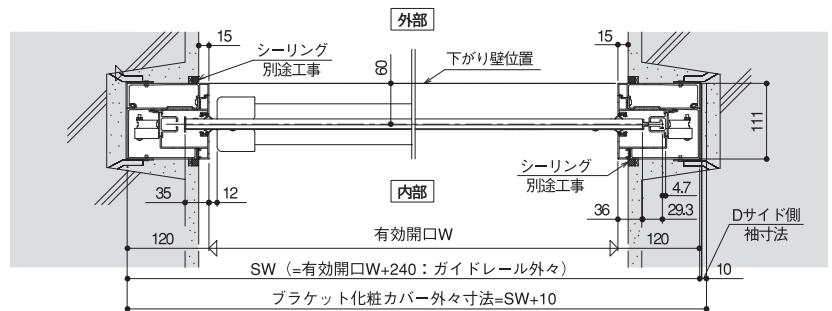 外部
15
シーリング
別途工事
60
下がり壁位置
15
111
シーリング
別途工事
内部
35
12
36
4.7
29.3
120
有効開口W
120
Dサイド側
袖寸法
SW（=有効開口W+240：ガイドレール外々）
10
ブラケット化粧カバー外々寸法=SW+10